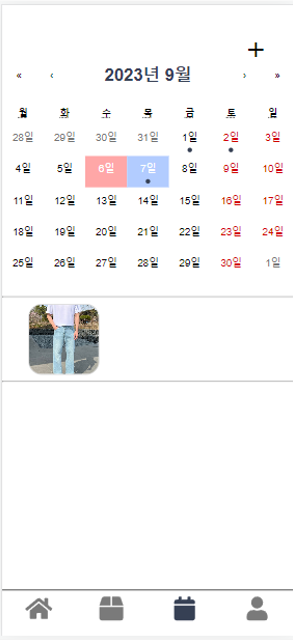 +
« ‹ 2023년 9월 › »
월 화 수 목 금 토 일
28일 29일 30일 31일 1일 2일 3일
4일 5일 6일 7일 8일 9일 10일
11일 12일 13일 14일 15일 16일 17일
18일 19일 20일 21일 22일 23일 24일
25일 26일 27일 28일 29일 30일 1일